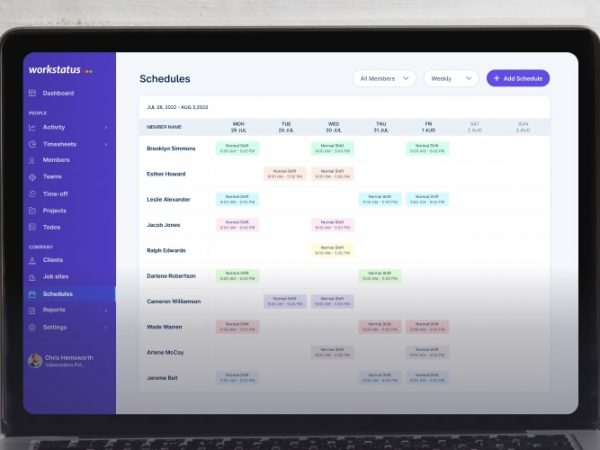 workstatus
Schedules
All Members
Weekly
+ Add Schedule
Dashboard
PEOPLE
Activity
Timesheets
Members
Teams
Time-off
Projects
Todos
COMPANY
Clients
Job sites
Schedules
Reports
Settings
Chris Hemsworth
JUL 28, 2022 - AUG 3,2022
MEMBER NAME
MON TUE WED THU FRI SAT SUN
28 JUL 29 JUL 30 JUL 31 JUL 1 AUG 2 AUG 3 AUG
Brooklyn Simmons
Normal Shift Normal Shift Normal Shift
9:00 AM - 5:00 PM 9:00 AM - 5:00 PM 9:00 AM - 5:00 PM
Esther Howard
Normal Shift Normal Shift
9:00 AM - 5:00 PM 9:00 AM - 5:00 PM
Leslie Alexander
Normal Shift Normal Shift Normal Shift
9:00 AM - 5:00 PM 9:00 AM - 5:00 PM 9:00 AM - 5:00 PM
Jacob Jones
Normal Shift Normal Shift
9:00 AM - 5:00 PM 9:00 AM - 5:00 PM
Ralph Edwards
Normal Shift
9:00 AM - 5:00 PM
Darlene Robertson
Normal Shift Normal Shift
9:00 AM - 5:00 PM 9:00 AM - 5:00 PM
Cameron Williamson
Normal Shift Normal Shift
9:00 AM - 5:00 PM 9:00 AM - 5:00 PM
Wade Warren
Normal Shift Normal Shift Normal Shift
9:00 AM - 5:00 PM 9:00 AM - 5:00 PM 9:00 AM - 5:00 PM
Arlene McCoy
Normal Shift Normal Shift
9:00 AM - 5:00 PM 9:00 AM - 5:00 PM
Jerome Bell
Normal Shift Normal Shift Normal Shift
9:00 AM - 5:00 PM 9:00 AM - 5:00 PM 9:00 AM - 5:00 PM